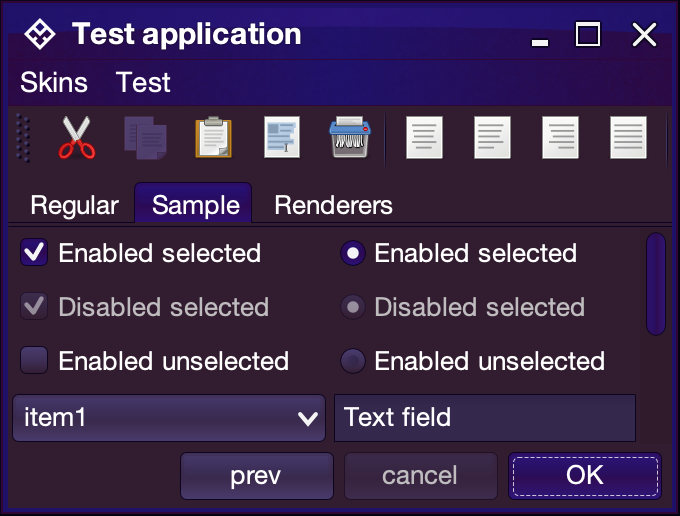 Test application
Skins Test
Regular Sample Renderers
Enabled selected Enabled selected
Disabled selected Disabled selected
Enabled unselected Enabled unselected
item1 Text field
prev cancel OK